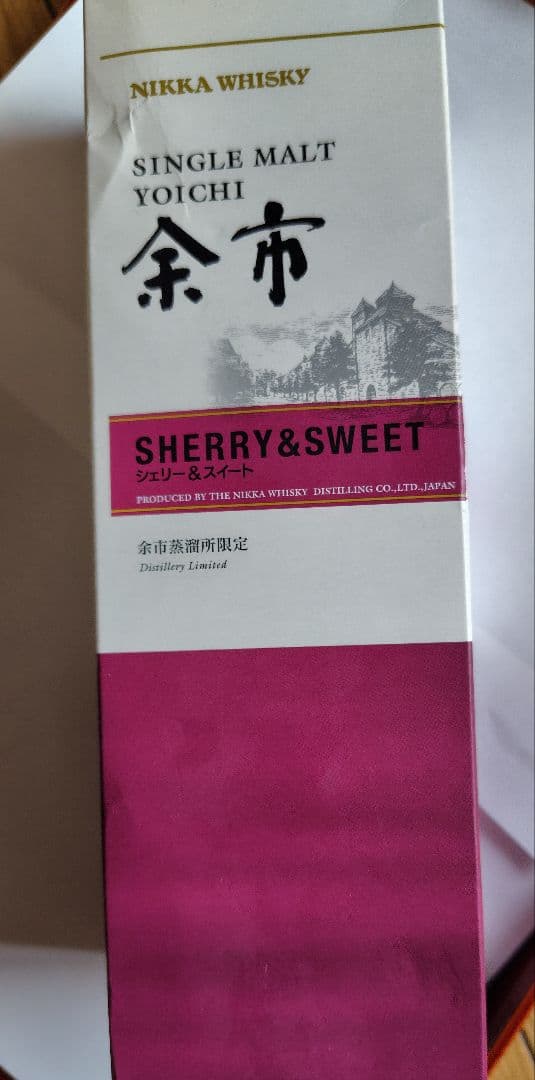 NIKKA WHISKY
SINGLE MALT
YOICHI
余市
SHERRY&SWEET
シェリー&スイート
PRODUCED BY THE NIKKA WHISKY DISTILLING CO.,LTD.,JAPAN
余市蒸溜所限定
Distillery Limited